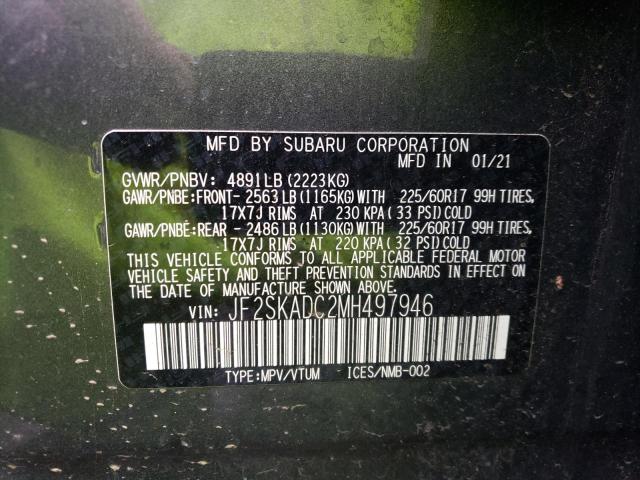 MFD BY SUBARU CORPORATION
MFD IN 01/21
GVWR/PNBV: 4891LB(2223KG)
GAWR/PNBE:FRONT- 2563LB(1165KG)WITH 225/60R17 99H TIRES,
17X7J RIMS AT 230 KPA(33 PSI)COLD
GAWR/PNBE:REAR - 2486LB(1130KG)WITH 225/60R17 99H TIRES,
17X7J RIMS AT 220 KPA(32 PSI)COLD
THIS VEHICLE CONFORMS TO ALL APPLICABLE FEDERAL MOTOR
VEHICLE SAFETY AND THEFT PREVENTION STANDARDS IN EFFECT ON
THE DATE OF MANUFACTURE SHOWN ABOVE.
VIN: JF2SKADC2MH497946
TYPE:MPV/VTUM ICES/NMB-002